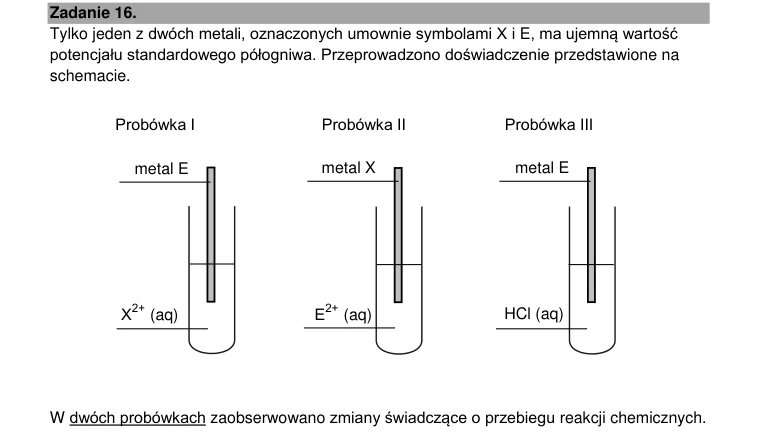 Zadanie 16.
Tylko jeden z dwóch metali, oznaczonych umownie symbolami X i E, ma ujemną wartość
potencjału standardowego półogniwa. Przeprowadzono doświadczenie przedstawione na
schemacie.
Probówka I Probówka II Probówka III
metal E metal X metal E
X²⁺ (aq) E²⁺ (aq) HCl (aq)
W dwóch probówkach zaobserwowano zmiany świadczące o przebiegu reakcji chemicznych.